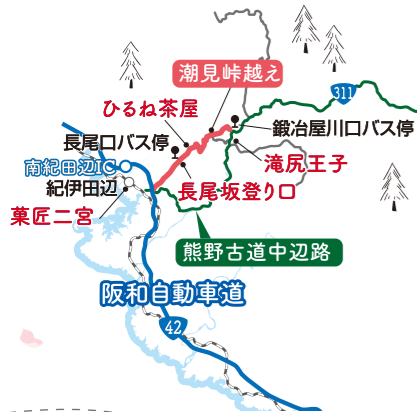 潮見峠越え
311
ひるね茶屋
鍛冶屋川口バス停
長尾口バス停
滝尻王子
南紀田辺IC
紀伊田辺
長尾坂登り口
菓匠二宮
熊野古道中辺路
阪和自動車道
42